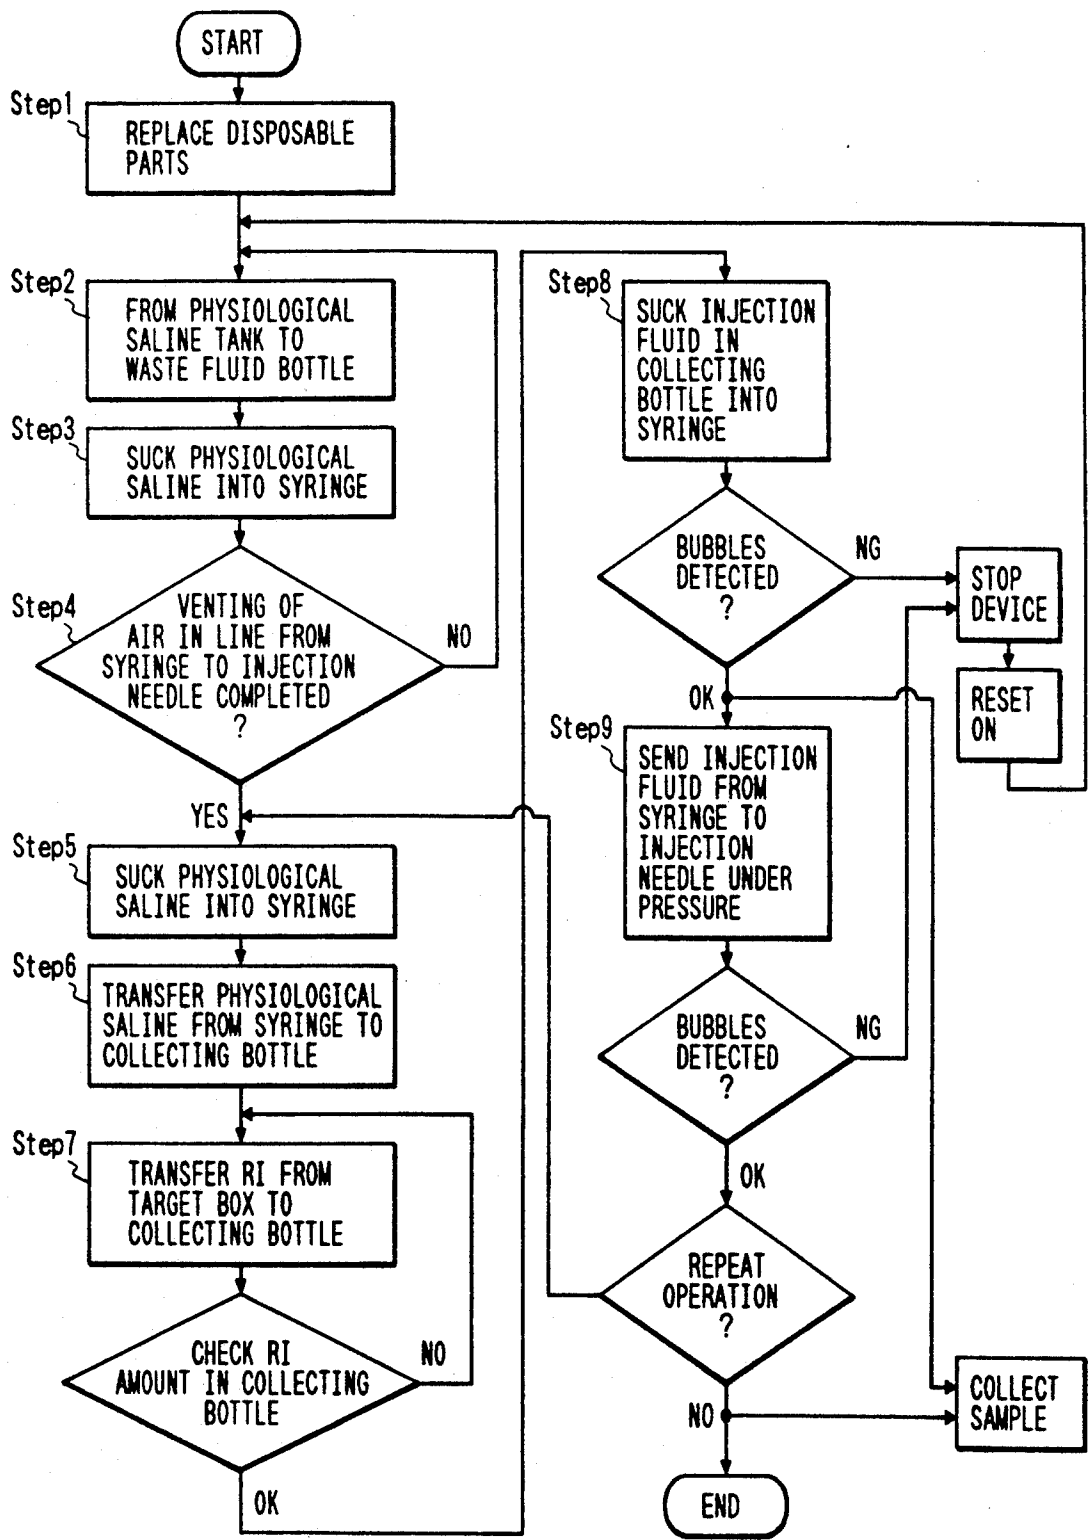 START
Step1
REPLACE DISPOSABLE
PARTS
Step2
FROM PHYSIOLOGICAL
SALINE TANK TO
WASTE FLUID BOTTLE
Step3
SUCK PHYSIOLOGICAL
SALINE INTO SYRINGE
Step4
VENTING OF
AIR IN LINE FROM
SYRINGE TO INJECTION
NEEDLE COMPLETED
?
NO
YES
Step5
SUCK PHYSIOLOGICAL
SALINE INTO SYRINGE
Step6
TRANSFER PHYSIOLOGICAL
SALINE FROM SYRINGE TO
COLLECTING BOTTLE
Step7
TRANSFER RI FROM
TARGET BOX TO
COLLECTING BOTTLE
CHECK RI
AMOUNT IN COLLECTING
BOTTLE
NO
OK
Step8
SUCK INJECTION
FLUID IN
COLLECTING
BOTTLE INTO
SYRINGE
BUBBLES
DETECTED
?
NG
STOP
DEVICE
RESET
ON
OK
Step9
SEND INJECTION
FLUID FROM
SYRINGE TO
INJECTION
NEEDLE UNDER
PRESSURE
BUBBLES
DETECTED
?
NG
OK
REPEAT
OPERATION
?
NO
COLLECT
SAMPLE
END